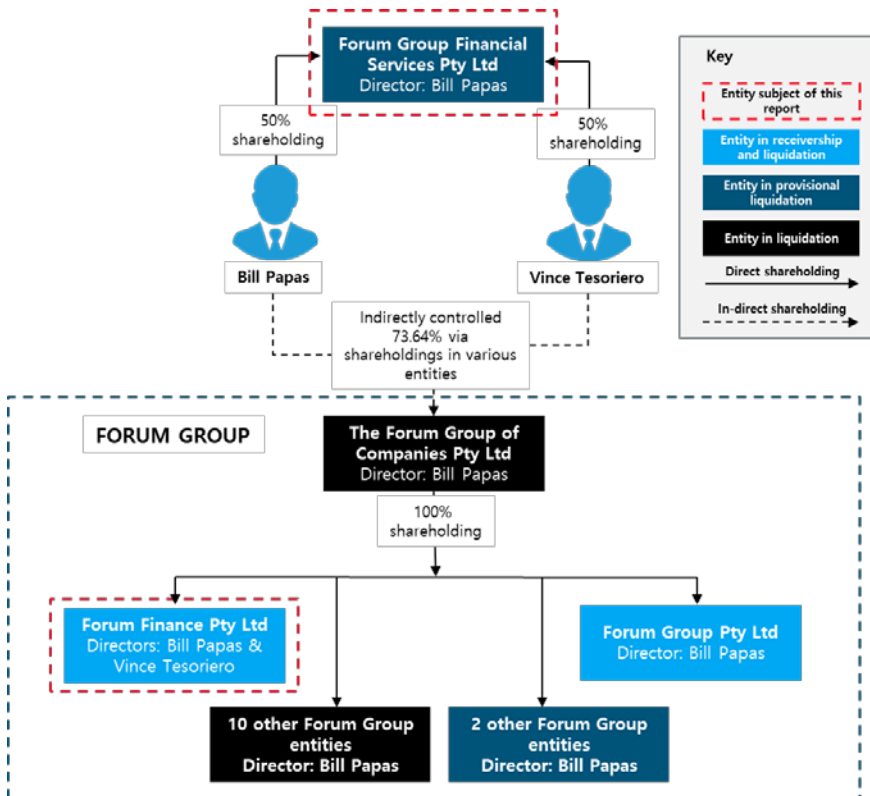 Forum Group Financial
Services Pty Ltd
Director: Bill Papas
50%
shareholding
50%
shareholding
Bill Papas
Vince Tesoriero
Indirectly controlled
73.64% via
shareholdings in various
entities
Key
Entity subject of this
report
Entity in receivership
and liquidation
Entity in provisional
liquidation
Entity in liquidation
Direct shareholding
In-direct shareholding
FORUM GROUP
The Forum Group of
Companies Pty Ltd
Director: Bill Papas
100%
shareholding
Forum Finance Pty Ltd
Directors: Bill Papas &
Vince Tesoriero
Forum Group Pty Ltd
Director: Bill Papas
10 other Forum Group
entities
Director: Bill Papas
2 other Forum Group
entities
Director: Bill Papas